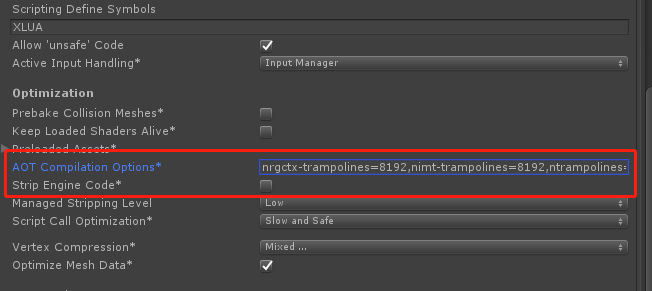 Scripting Define Symbols
XLUA
Allow 'unsafe' Code
Active Input Handling* Input Manager
Optimization
Prebake Collision Meshes*
Keep Loaded Shaders Alive*
Preloaded Assets*
AOT Compilation Options* nrgctx-trampolines=8192,nimt-trampolines=8192,ntrampolines=
Strip Engine Code*
Managed Stripping Level Low
Script Call Optimization* Slow and Safe
Vertex Compression* Mixed ...
Optimize Mesh Data*